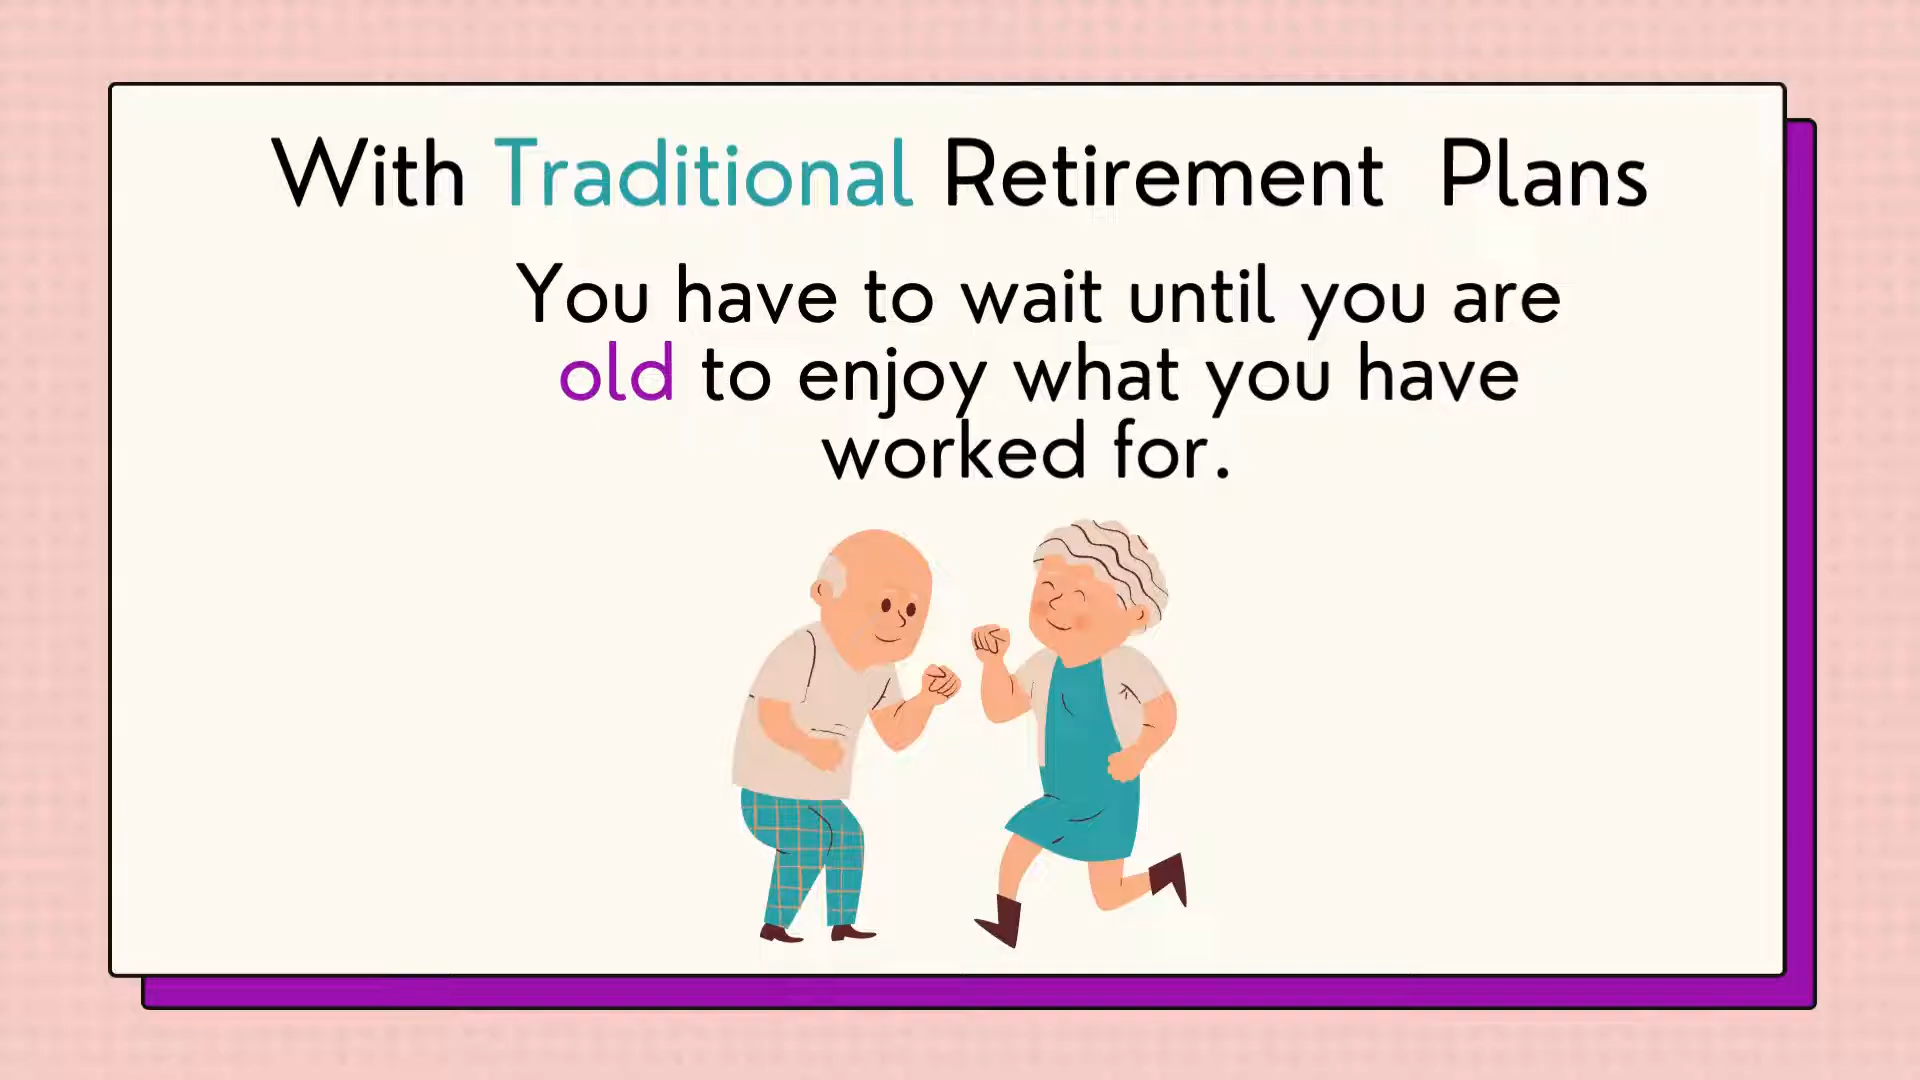 With Traditional Retirement Plans
You have to wait until you are
old to enjoy what you have
worked for.